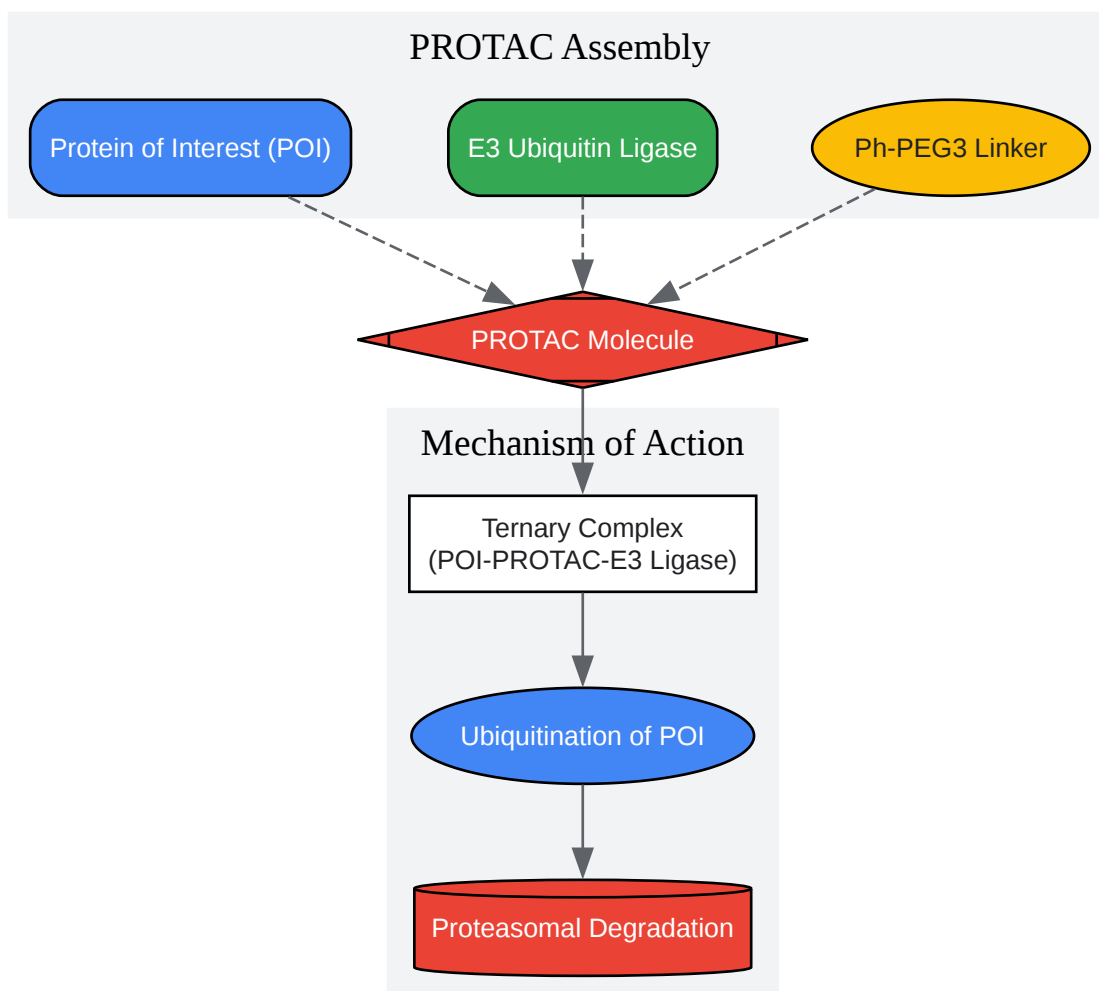 PROTAC Assembly
Protein of Interest (POI)
E3 Ubiquitin Ligase
Ph-PEG3 Linker
PROTAC Molecule
Mechanism of Action
Ternary Complex
(POI-PROTAC-E3 Ligase)
Ubiquitination of POI
Proteasomal Degradation